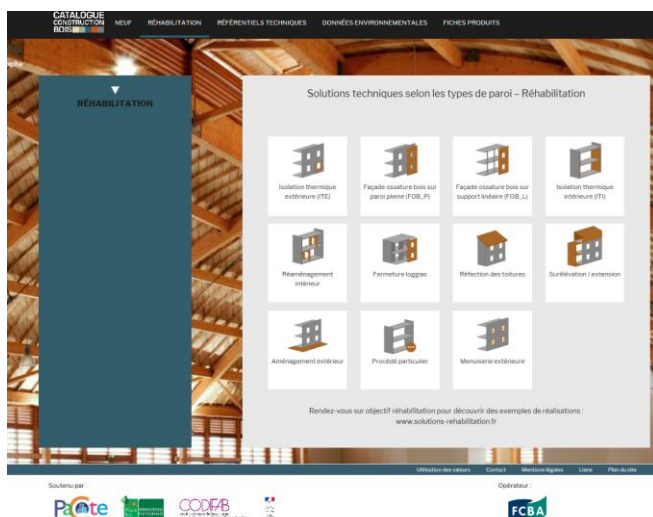 CATALOGUE
CONSTRUCTION
BOIS
NEUF RÉHABILITATION RÉFÉRENTIELS TECHNIQUES DONNÉES ENVIRONNEMENTALES FICHES PRODUITS
RÉHABILITATION
Solutions techniques selon les types de paroi – Réhabilitation
Isolation thermique
extérieure (ITE)
Façade ossature bois sur
paroi pleine (FOB_P)
Façade ossature bois sur
support linéaire (FOB_L)
Isolation thermique
intérieure (ITI)
Réaménagement
intérieur
Fermeture loggias
Réfection des toitures
Surélévation / extension
Aménagement extérieur
Procédé particulier
Menuiserie extérieure
Rendez-vous sur objectif réhabilitation pour découvrir des exemples de réalisations :
www.solutions-rehabilitation.fr
Utilisation des valeurs Contact Mentions légales Liens Plan du site
Soutenu par :
Opérateur :
CODIFAB
FCBA